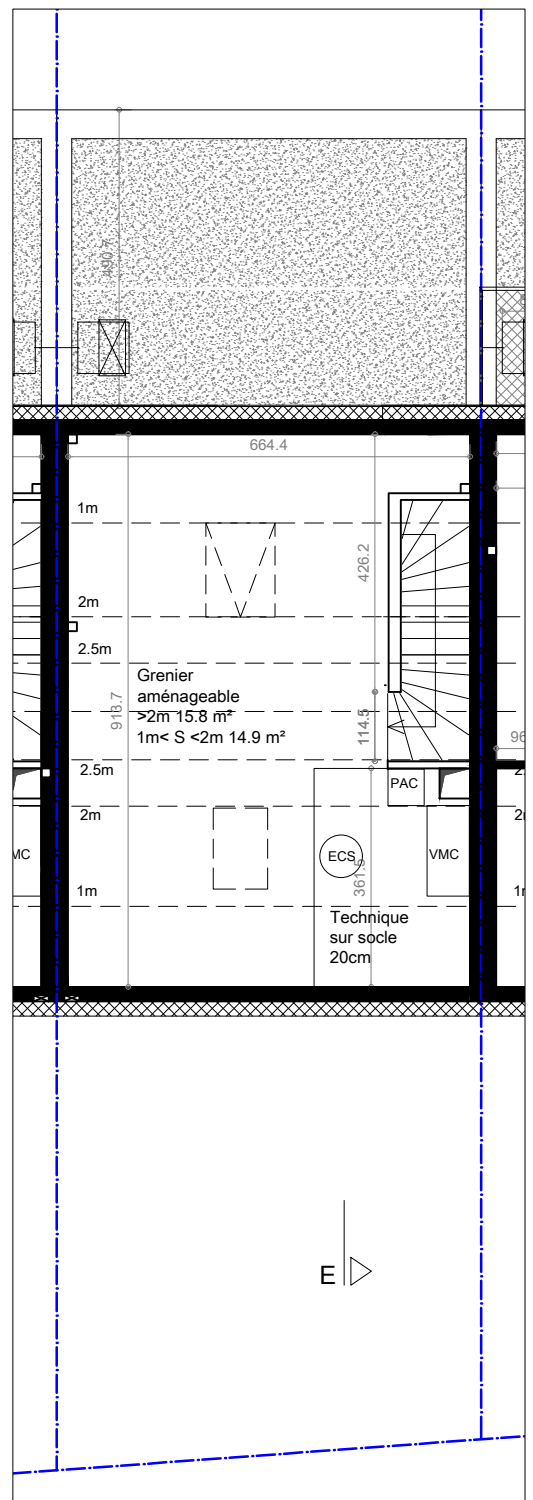 490.7
664.4
1m
426.2
2m
2.5m
Grenier
aménageable
>2m 15.8 m²
1m< S <2m 14.9 m²
913.7
114.5
96
2.5m
PAC
2m
MC
ECS
VMC
361.5
1m
Technique
sur socle
20cm
E